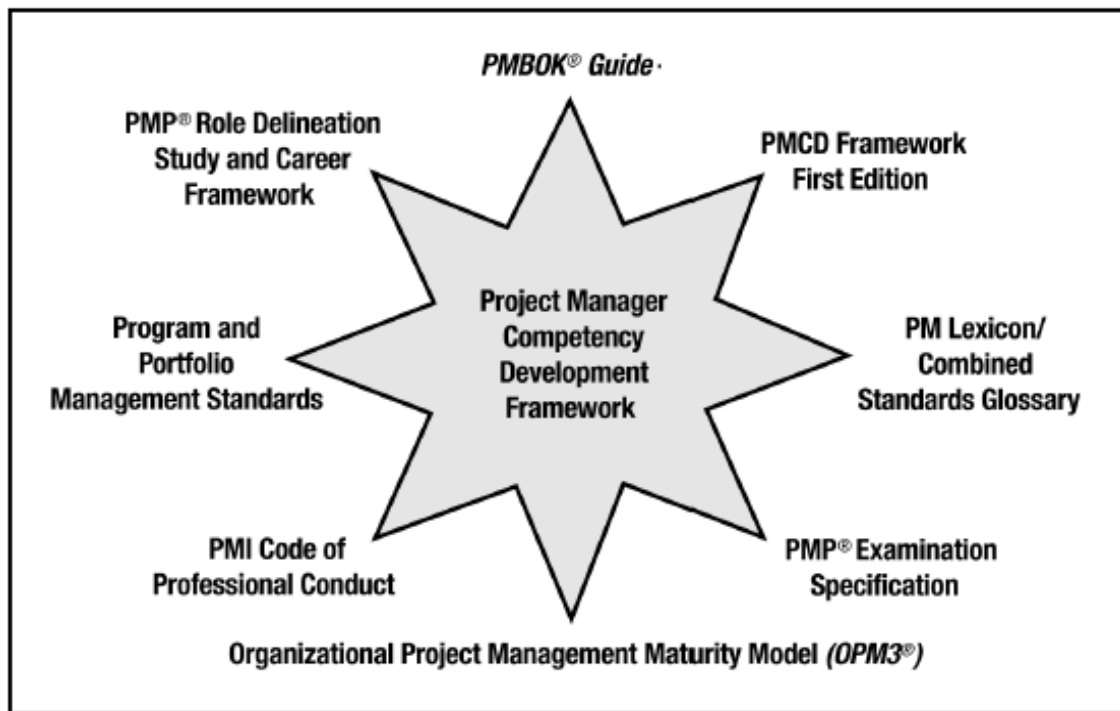 PMBOK® Guide·
PMP® Role Delineation
Study and Career
Framework
PMCD Framework
First Edition
Project Manager
Competency
Development
Framework
Program and
Portfolio
Management Standards
PM Lexicon/
Combined
Standards Glossary
PMI Code of
Professional Conduct
PMP® Examination
Specification
Organizational Project Management Maturity Model (OPM3®)